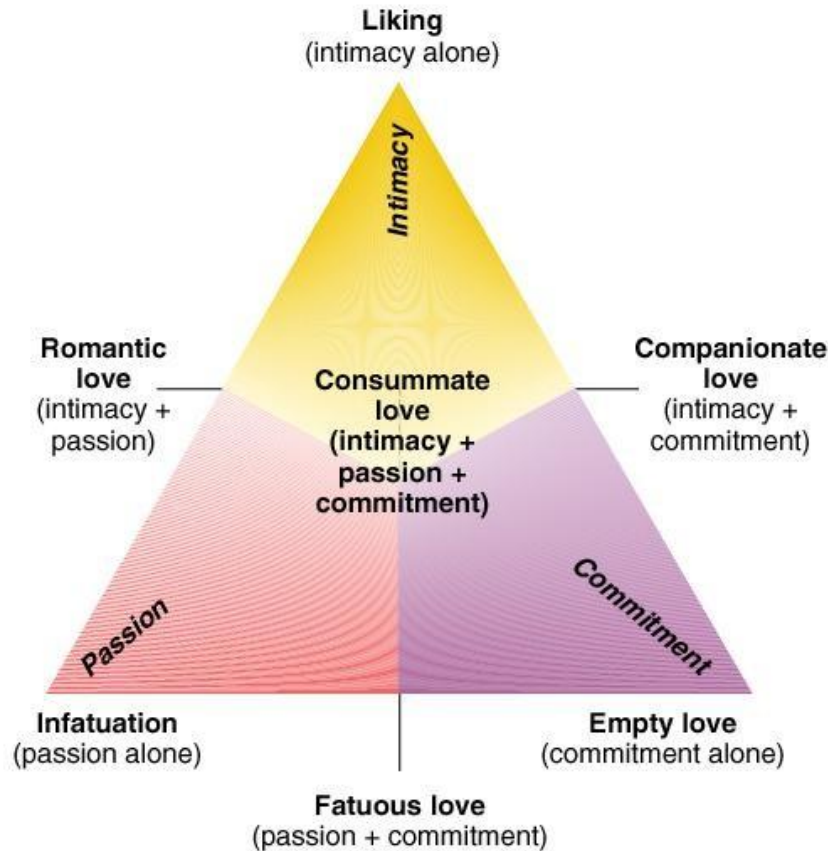 Liking
(intimacy alone)
Intimacy
Romantic
love
(intimacy +
passion)
Consummate
love
(intimacy +
passion +
commitment)
Companionate
love
(intimacy +
commitment)
Passion
Commitment
Infatuation
(passion alone)
Empty love
(commitment alone)
Fatuous love
(passion + commitment)